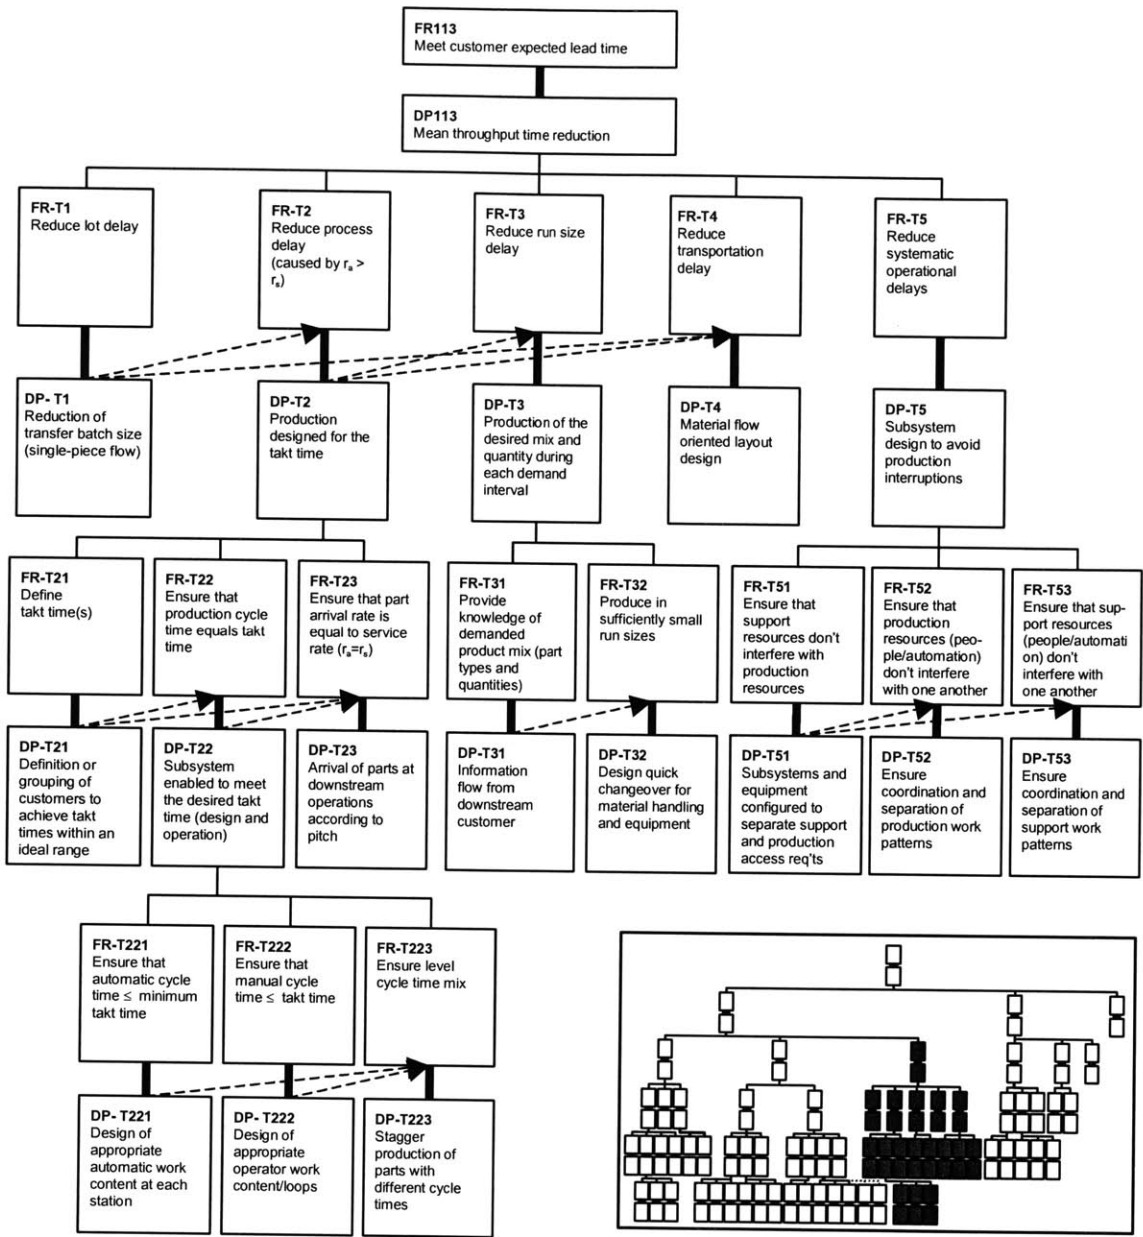 FR113
Meet customer expected lead time
DP113
Mean throughput time reduction
FR-T1
Reduce lot delay
FR-T2
Reduce process
delay
(caused by rₐ >
rₛ)
FR-T3
Reduce run size
delay
FR-T4
Reduce
transportation
delay
FR-T5
Reduce
systematic
operational
delays
DP- T1
Reduction of
transfer batch size
(single-piece flow)
DP-T2
Production
designed for the
takt time
DP-T3
Production of the
desired mix and
quantity during
each demand
interval
DP-T4
Material flow
oriented layout
design
DP-T5
Subsystem
design to avoid
production
interruptions
FR-T21
Define
takt time(s)
FR-T22
Ensure that
production cycle
time equals takt
time
FR-T23
Ensure that part
arrival rate is
equal to service
rate (rₐ=rₛ)
FR-T31
Provide
knowledge of
demanded
product mix (part
types and
quantities)
FR-T32
Produce in
sufficiently small
run sizes
FR-T51
Ensure that
support
resources don't
interfere with
production
resources
FR-T52
Ensure that
production
resources (peo-
ple/automation)
don't interfere
with one another
FR-T53
Ensure that sup-
port resources
(people/automati
on) don't
interfere with
one another
DP-T21
Definition or
grouping of
customers to
achieve takt
times within an
ideal range
DP-T22
Subsystem
enabled to meet
the desired takt
time (design and
operation)
DP-T23
Arrival of parts at
downstream
operations
according to
pitch
DP-T31
Information
flow from
downstream
customer
DP-T32
Design quick
changeover for
material handling
and equipment
DP-T51
Subsystems and
equipment
configured to
separate support
and production
access req'ts
DP-T52
Ensure
coordination and
separation of
production work
patterns
DP-T53
Ensure
coordination and
separation of
support work
patterns
FR-T221
Ensure that
automatic cycle
time ≤ minimum
takt time
FR-T222
Ensure that
manual cycle
time ≤ takt time
FR-T223
Ensure level
cycle time mix
DP- T221
Design of
appropriate
automatic work
content at each
station
DP- T222
Design of
appropriate
operator work
content/loops
DP-T223
Stagger
production of
parts with
different cycle
times